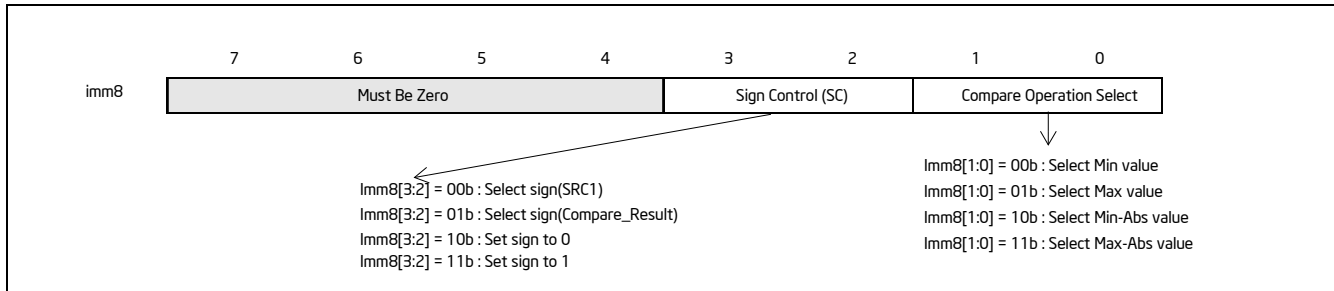 7 6 5 4 3 2 1 0
imm8 Must Be Zero Sign Control (SC) Compare Operation Select
Imm8[3:2] = 00b : Select sign(SRC1)
Imm8[3:2] = 01b : Select sign(Compare_Result)
Imm8[3:2] = 10b : Set sign to 0
Imm8[3:2] = 11b : Set sign to 1
Imm8[1:0] = 00b : Select Min value
Imm8[1:0] = 01b : Select Max value
Imm8[1:0] = 10b : Select Min-Abs value
Imm8[1:0] = 11b : Select Max-Abs value